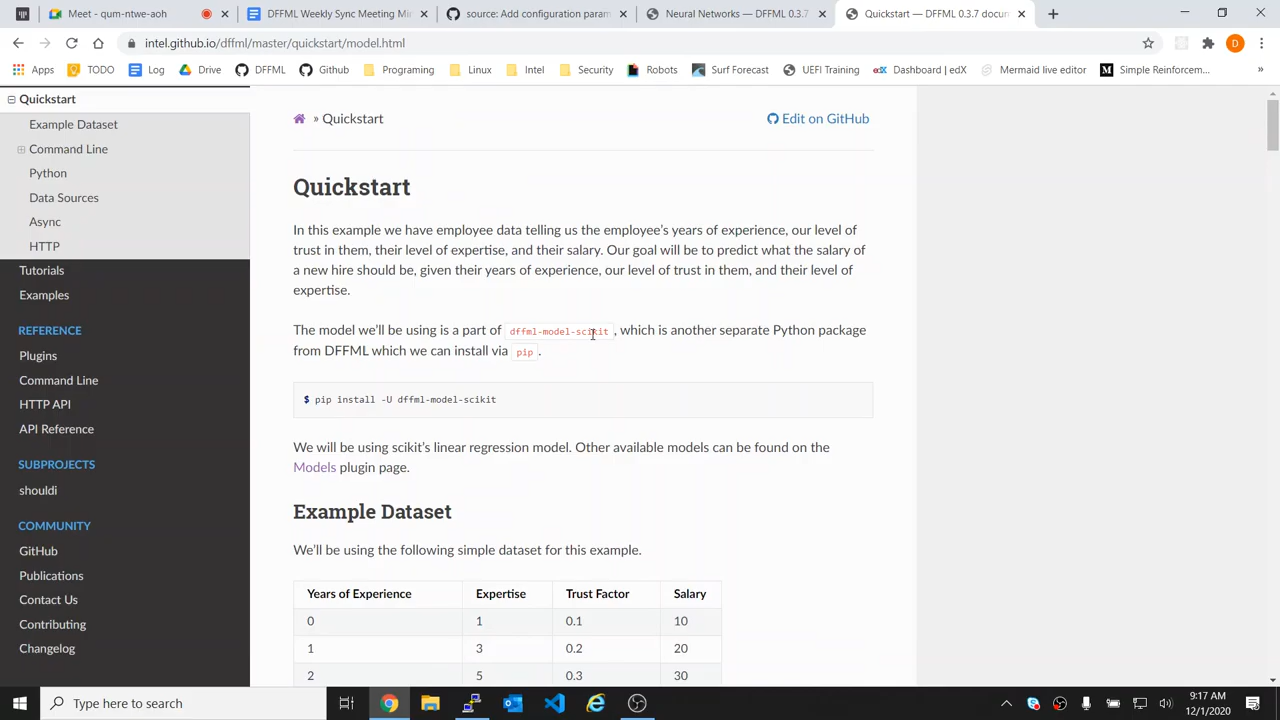 Meet - qum-ntwe-aoh
DFFML Weekly Sync Meeting Mi
source: Add configuration param
Neural Networks — DFFML 0.3.7
Quickstart — DFFML 0.3.7 docum
intel.github.io/dffml/master/quickstart/model.html
D
Apps
TODO
Log
Drive
DFFML
Github
Programing
Linux
Intel
Security
Robots
Surf Forecast
UEFI Training
edX
Dashboard | edX
Mermaid live editor
M
Simple Reinforcem...
»
Quickstart
Example Dataset
Command Line
Python
Data Sources
Async
HTTP
Tutorials
Examples
REFERENCE
Plugins
Command Line
HTTP API
API Reference
SUBPROJECTS
shouldi
COMMUNITY
GitHub
Publications
Contact Us
Contributing
Changelog
» Quickstart
Edit on GitHub
Quickstart
In this example we have employee data telling us the employee's years of experience, our level of
trust in them, their level of expertise, and their salary. Our goal will be to predict what the salary of
a new hire should be, given their years of experience, our level of trust in them, and their level of
expertise.
The model we'll be using is a part of dffml-model-scikit, which is another separate Python package
from DFFML which we can install via pip.
$ pip install -U dffml-model-scikit
We will be using scikit's linear regression model. Other available models can be found on the
Models plugin page.
Example Dataset
We'll be using the following simple dataset for this example.
Years of Experience Expertise Trust Factor Salary
0 1 0.1 10
1 3 0.2 20
2 5 0.3 30
Type here to search
9:17 AM
12/1/2020